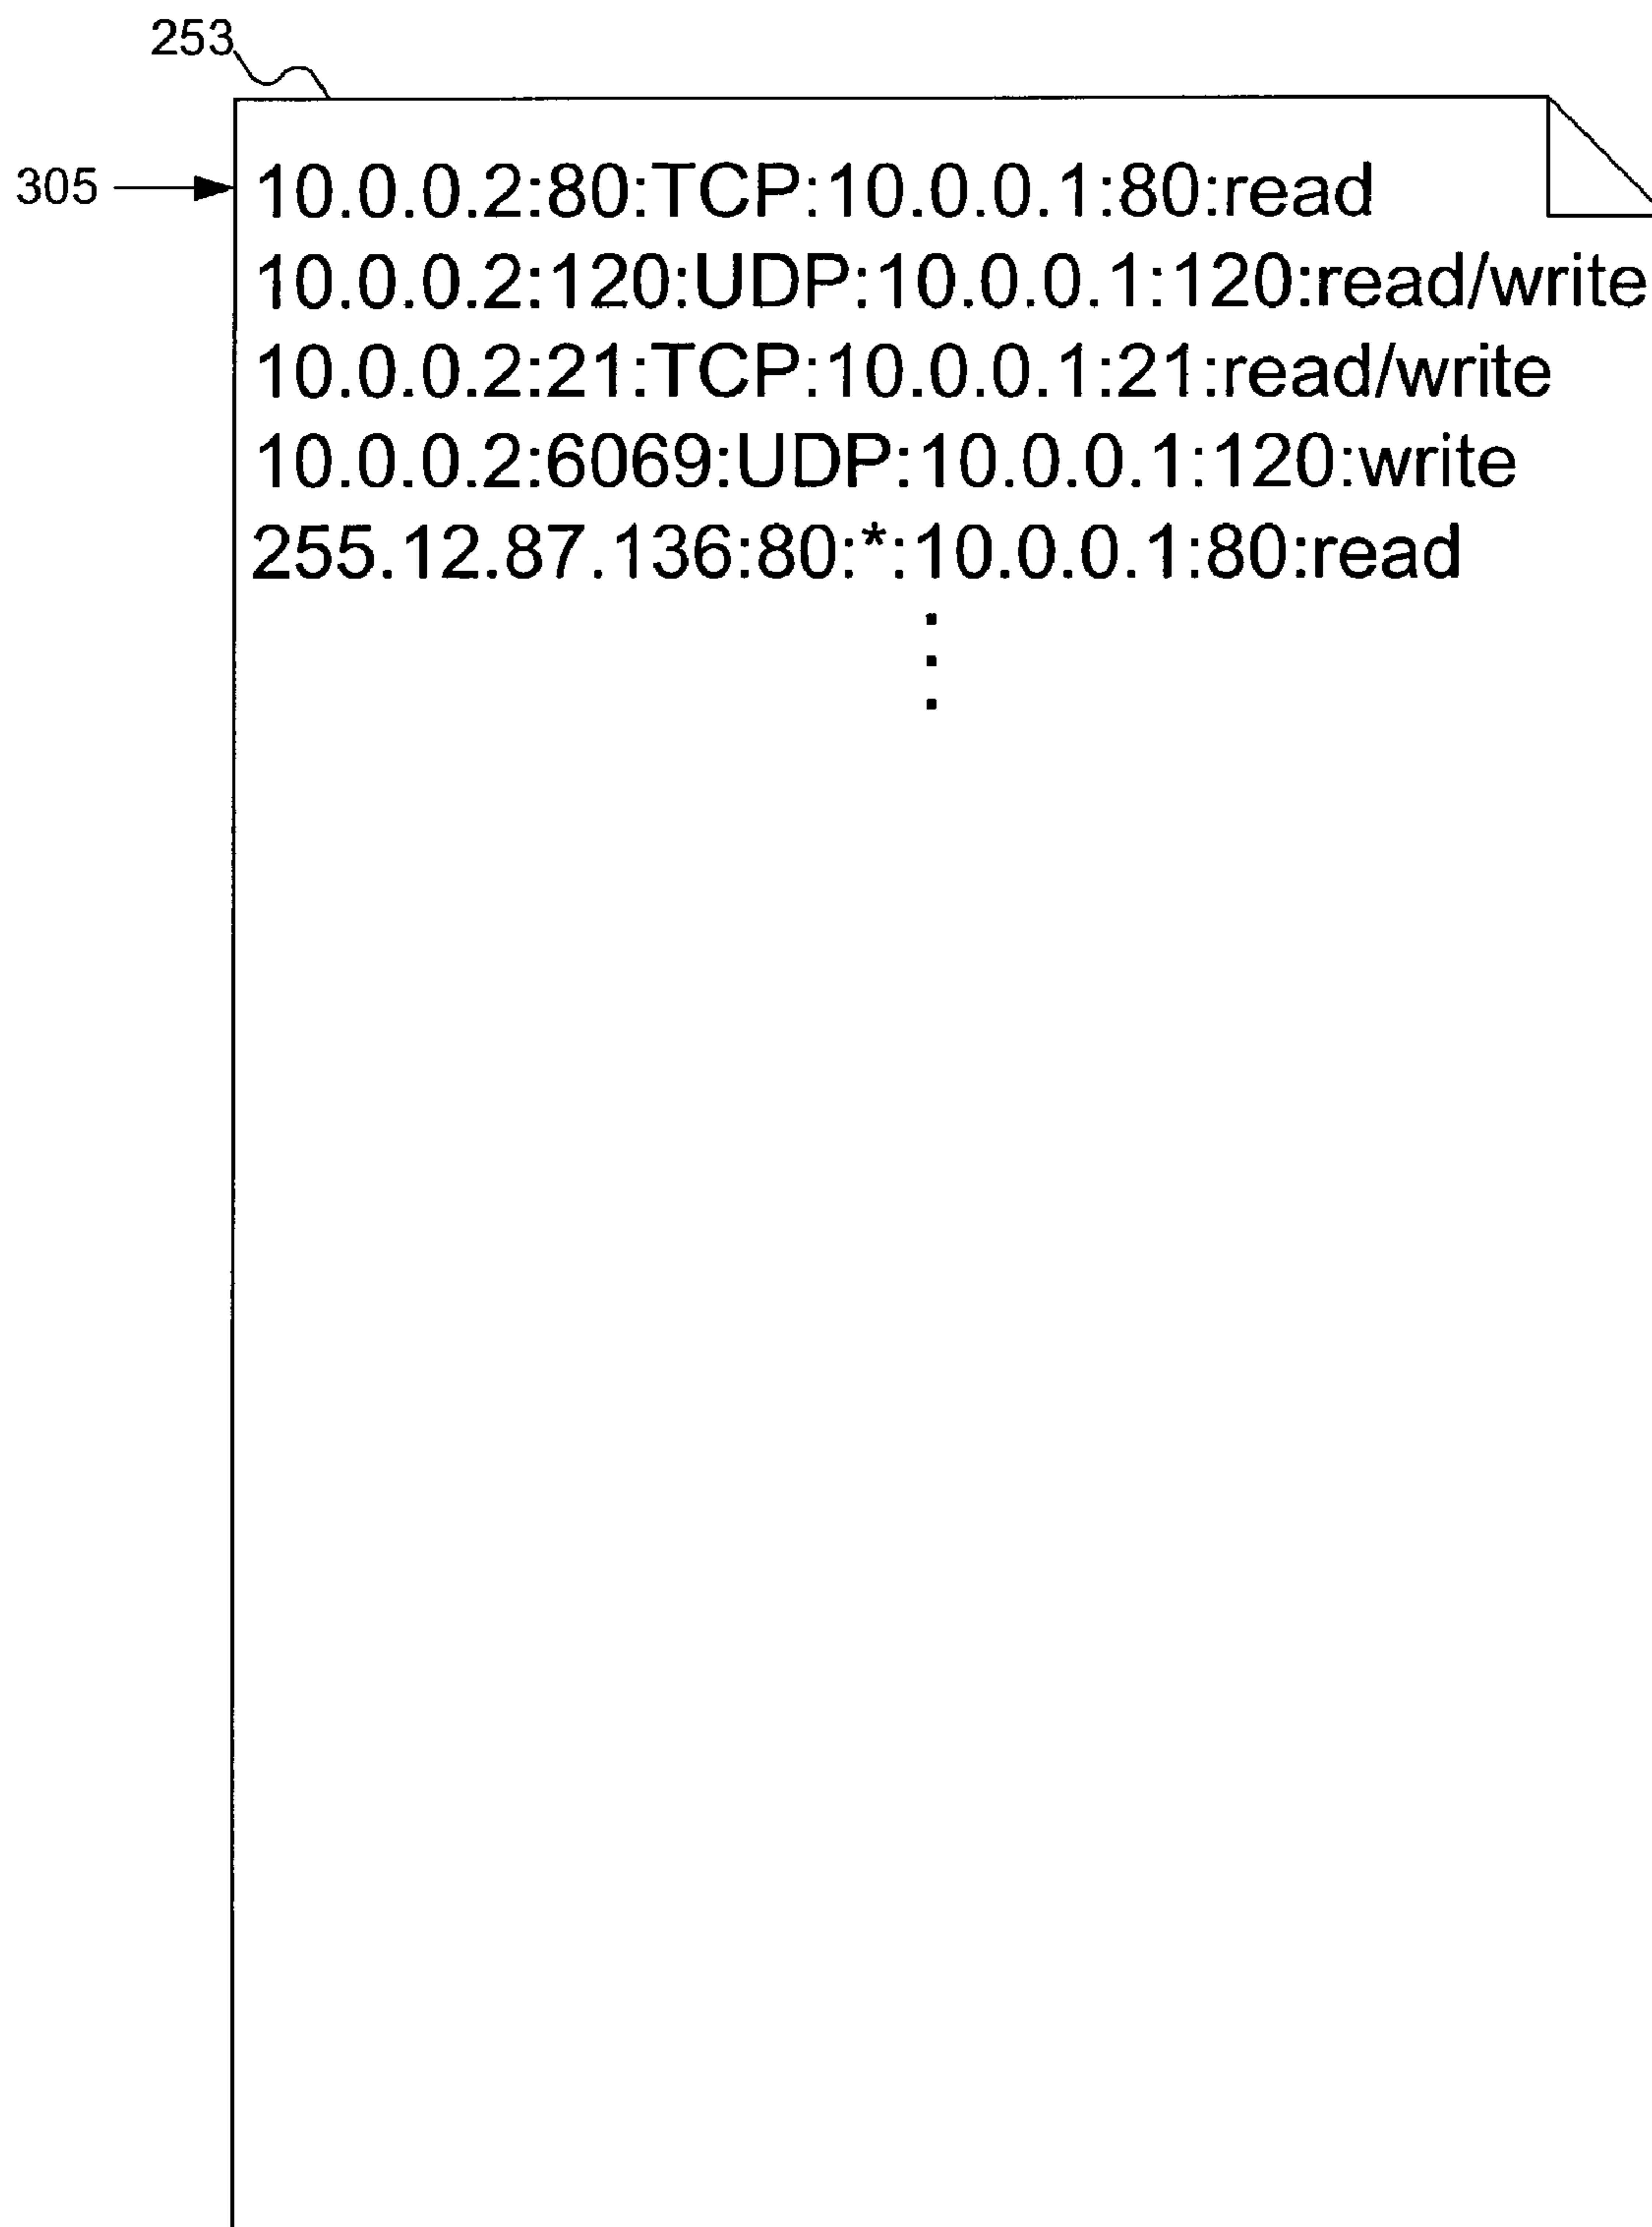 253
305
10.0.0.2:80:TCP:10.0.0.1:80:read
10.0.0.2:120:UDP:10.0.0.1:120:read/write
10.0.0.2:21:TCP:10.0.0.1:21:read/write
10.0.0.2:6069:UDP:10.0.0.1:120:write
255.12.87.136:80:*:10.0.0.1:80:read